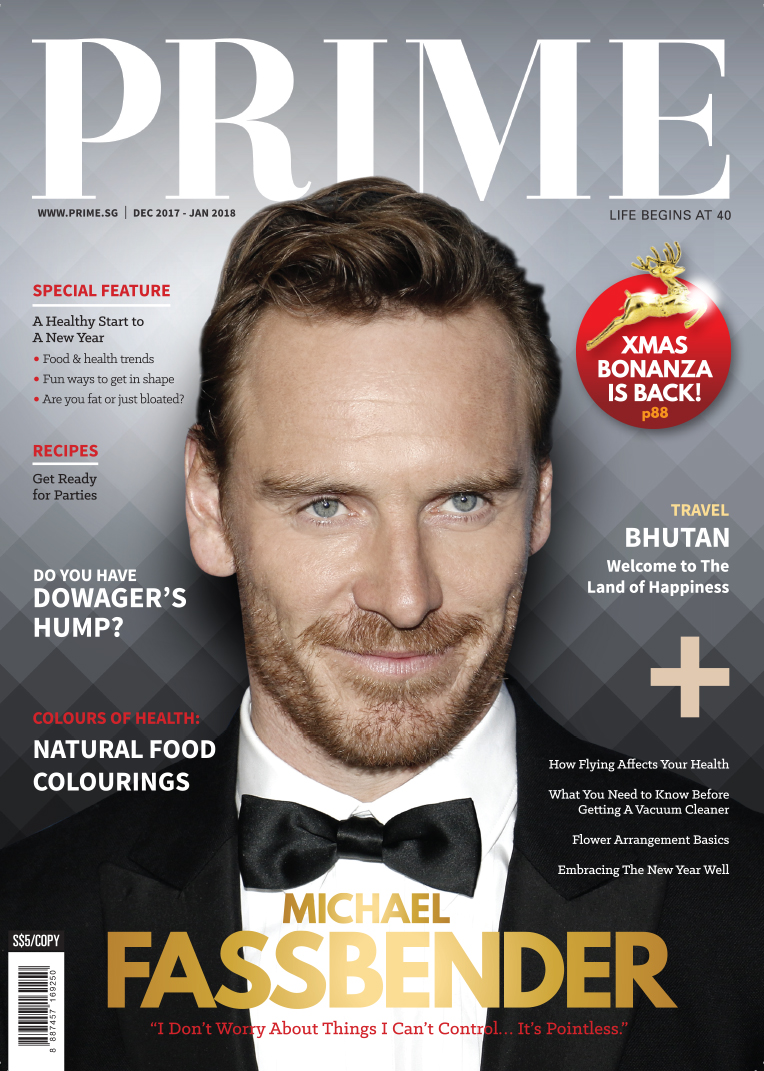 PRIME
WWW.PRIME.SG | DEC 2017 - JAN 2018
LIFE BEGINS AT 40
SPECIAL FEATURE
A Healthy Start to
A New Year
• Food & health trends
• Fun ways to get in shape
• Are you fat or just bloated?
RECIPES
Get Ready
for Parties
DO YOU HAVE
DOWAGER'S
HUMP?
COLOURS OF HEALTH:
NATURAL FOOD
COLOURINGS
XMAS
BONANZA
IS BACK!
p88
TRAVEL
BHUTAN
Welcome to The
Land of Happiness
+
How Flying Affects Your Health
What You Need to Know Before
Getting A Vacuum Cleaner
Flower Arrangement Basics
Embracing The New Year Well
MICHAEL
FASSBENDER
“I Don't Worry About Things I Can't Control... It's Pointless.”
S$5/COPY
8 887457 169250